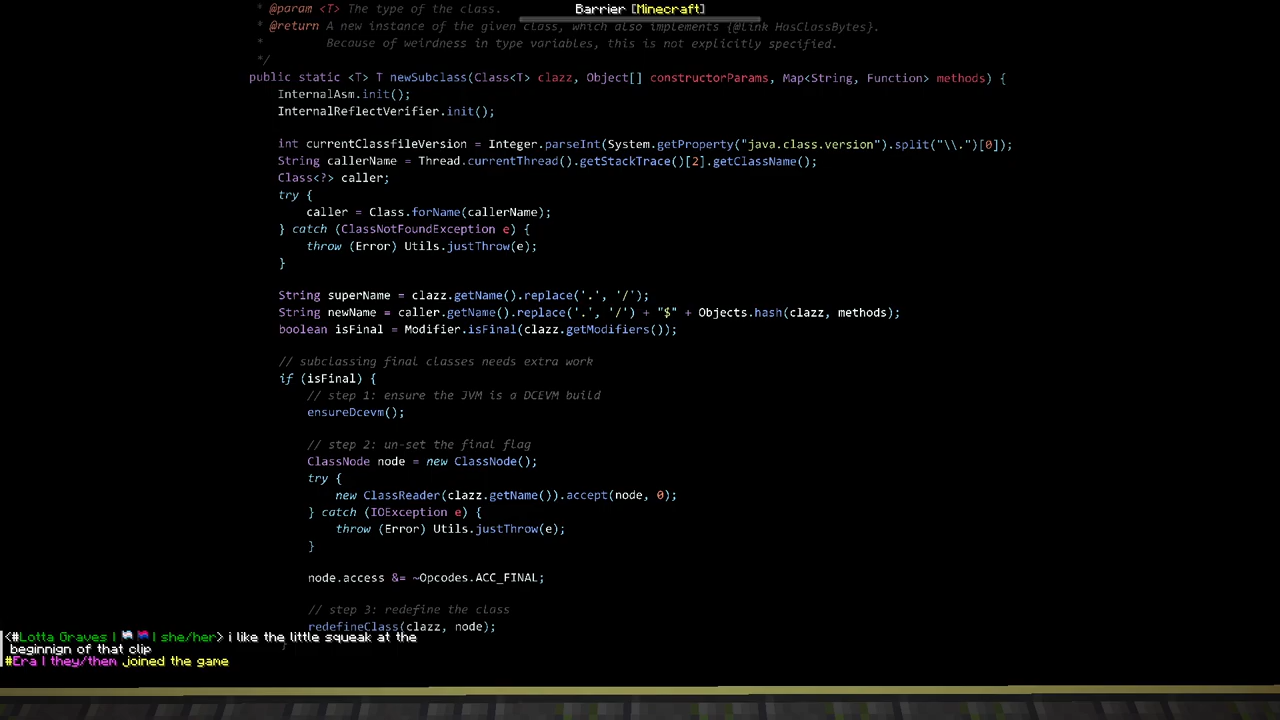 * @param <T> The type of the class.
Barrier [Minecraft]
* @return A new instance of the given class, which also implements {@link HasClassBytes}.
*         Because of weirdness in type variables, this is not explicitly specified.
*/
public static <T> T newSubclass(Class<T> clazz, Object[] constructorParams, Map<String, Function> methods) {
InternalAsm.init();
InternalReflectVerifier.init();
int currentClassfileVersion = Integer.parseInt(System.getProperty("java.class.version").split("\\.")[0]);
String callerName = Thread.currentThread().getStackTrace()[2].getClassName();
Class<?> caller;
try {
caller = Class.forName(callerName);
} catch (ClassNotFoundException e) {
throw (Error) Utils.justThrow(e);
}
String superName = clazz.getName().replace('.', '/');
String newName = caller.getName().replace('.', '/') + "$" + Objects.hash(clazz, methods);
boolean isFinal = Modifier.isFinal(clazz.getModifiers());
// subclassing final classes needs extra work
if (isFinal) {
// step 1: ensure the JVM is a DCEVM build
ensureDcevm();
// step 2: un-set the final flag
ClassNode node = new ClassNode();
try {
new ClassReader(clazz.getName()).accept(node, 0);
} catch (IOException e) {
throw (Error) Utils.justThrow(e);
}
node.access &= ~Opcodes.ACC_FINAL;
// step 3: redefine the class
redefineClass(clazz, node);
}
<#Lotta Graves | | she/her> i like the little squeak at the
beginnign of that clip
#Era | they/them joined the game